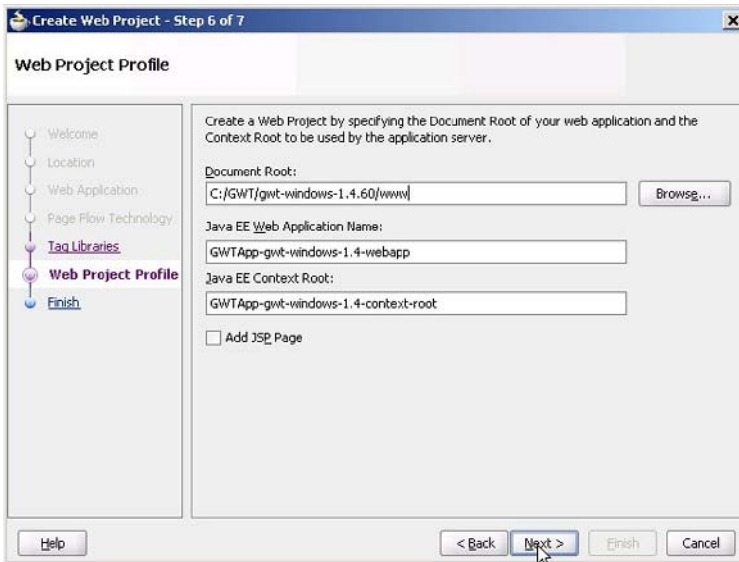 Create Web Project - Step 6 of 7
Web Project Profile
Welcome
Location
Web Application
Page Flow Technology
Tag Libraries
Web Project Profile
Finish
Create a Web Project by specifying the Document Root of your web application and the
Context Root to be used by the application server.
Document Root:
C:/GWT/gwt-windows-1.4.60/www
Browse...
Java EE Web Application Name:
GWTApp-gwt-windows-1.4-webapp
Java EE Context Root:
GWTApp-gwt-windows-1.4-context-root
Add JSP Page
Help
< Back
Next >
Finish
Cancel